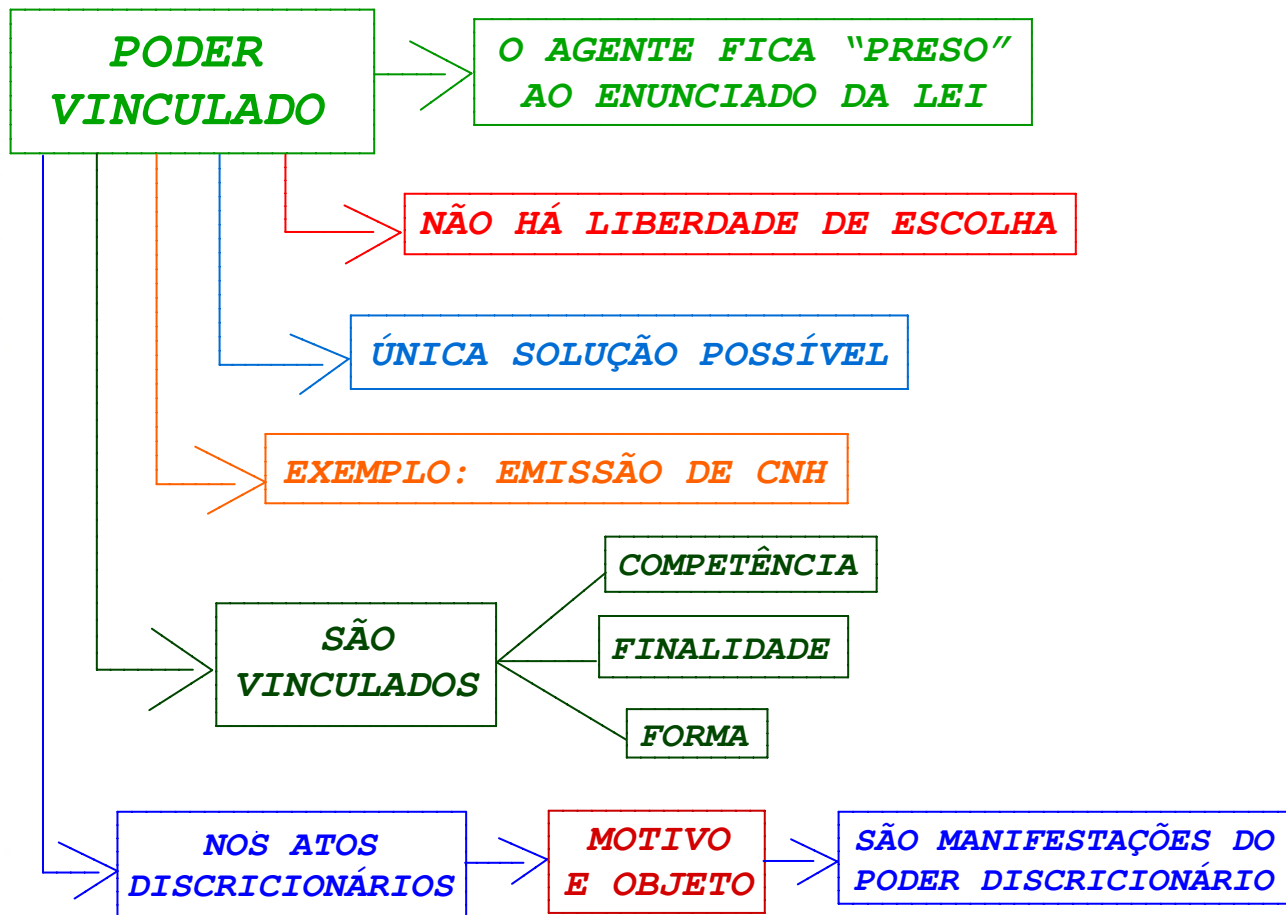 PODER
VINCULADO
O AGENTE FICA “PRESO”
AO ENUNCIADO DA LEI
NÃO HÁ LIBERDADE DE ESCOLHA
ÚNICA SOLUÇÃO POSSÍVEL
EXEMPLO: EMISSÃO DE CNH
SÃO
VINCULADOS
COMPETÊNCIA
FINALIDADE
FORMA
NOS ATOS
DISCRICIONÁRIOS
MOTIVO
E OBJETO
SÃO MANIFESTAÇÕES DO
PODER DISCRICIONÁRIO